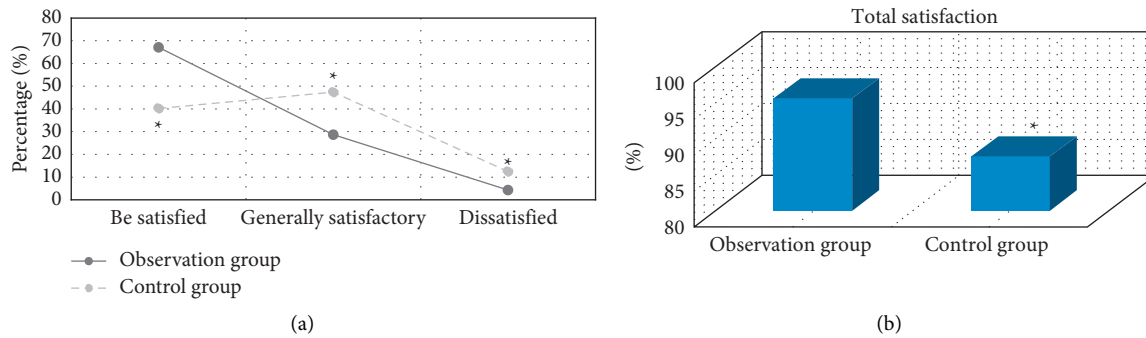 80
70
60
50
40
30
20
10
0
Percentage (%)
*
*
*
Be satisfied
Generally satisfactory
Dissatisfied
Observation group
Control group
(a)
Total satisfaction
100
95
90
85
80
(%)
*
Observation group
Control group
(b)